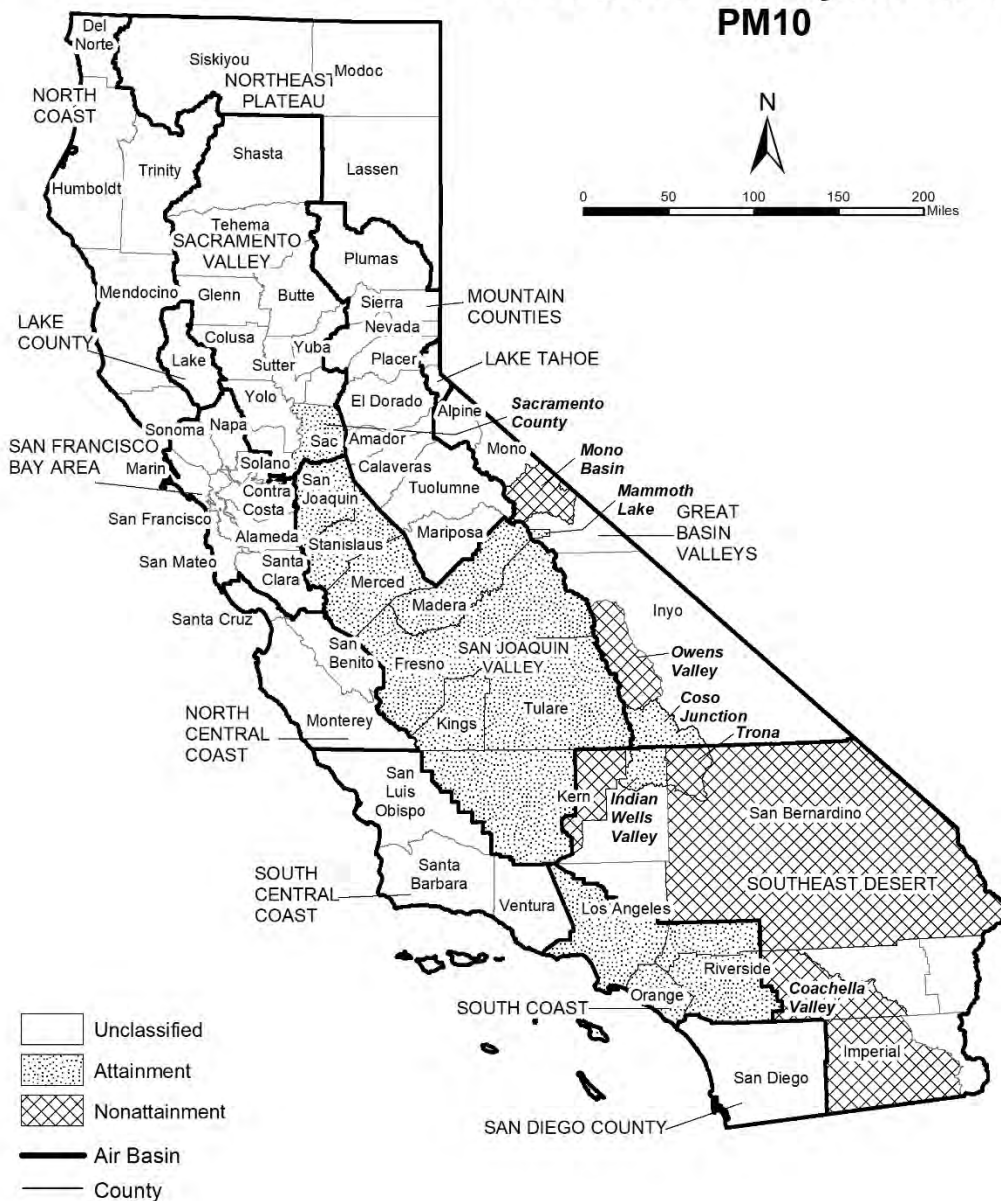 PM10
N
0 50 100 150 200
Miles
Del
Norte
Siskiyou
Modoc
NORTHEAST
PLATEAU
NORTH
COAST
Shasta
Trinity
Lassen
Humboldt
Tehema
SACRAMENTO
VALLEY
Plumas
Mendocino
Glenn
Butte
Sierra
MOUNTAIN
COUNTIES
Nevada
LAKE
COUNTY
Colusa
Yuba
Lake
Sutter
Placer
LAKE TAHOE
Yolo
El Dorado
Alpine
Sacramento
County
Sonoma
Napa
Sac
Amador
Mono
SAN FRANCISCO
BAY AREA
Marin
Solano
Calaveras
Mono
Basin
San
Joaquin
Contra
Costa
Tuolumne
Mammoth
Lake
GREAT
BASIN
VALLEYS
San Francisco
Alameda
Stanislaus
Mariposa
San Mateo
Santa
Clara
Merced
Madera
Inyo
Santa Cruz
San
Benito
Fresno
SAN JOAQUIN
VALLEY
Owens
Valley
Coso
Junction
NORTH
CENTRAL
COAST
Monterey
Kings
Tulare
Trona
San
Luis
Obispo
Kern
Indian
Wells
Valley
San Bernardino
SOUTH
CENTRAL
COAST
Santa
Barbara
Ventura
Los Angeles
SOUTHEAST DESERT
Riverside
Coachella
Valley
Orange
SOUTH COAST
Imperial
San Diego
SAN DIEGO COUNTY
Unclassified
Attainment
Nonattainment
Air Basin
County